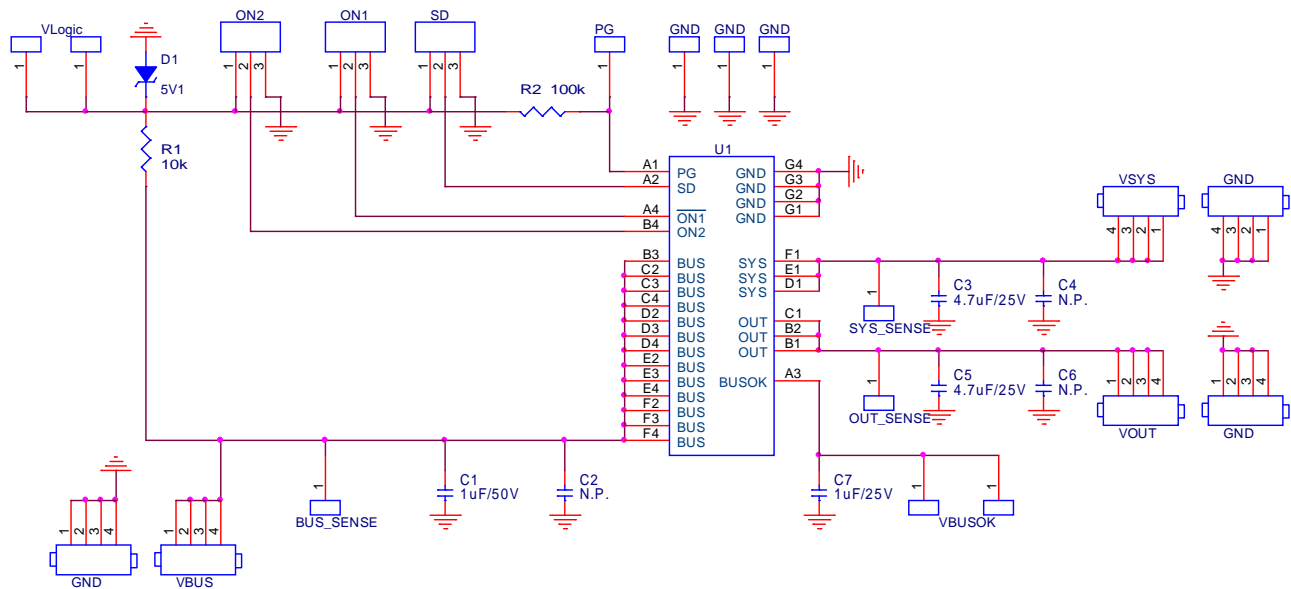 VLogic
ON2
ON1
SD
PG
GND
GND
GND
1
1
D1
5V1
1 2 3
1 2 3
1 2 3
1
1
1
1
R2 100k
R1
10k
U1
A1
A2
A4
B4
B3
C2
C3
C4
D2
D3
D4
E2
E3
E4
F2
F3
F4
PG
SD
ON1
ON2
BUS
BUS
BUS
BUS
BUS
BUS
BUS
BUS
BUS
BUS
BUS
BUS
BUS
GND
GND
GND
GND
SYS
SYS
SYS
OUT
OUT
OUT
BUSOK
G4
G3
G2
G1
F1
E1
D1
C1
B2
B1
A3
VSYS
4 3 2 1
GND
4 3 2 1
1
SYS_SENSE
C3
4.7uF/25V
C4
N.P.
1
OUT_SENSE
C5
4.7uF/25V
C6
N.P.
1 2 3 4
VOUT
1 2 3 4
GND
1 2 3 4
GND
1 2 3 4
VBUS
1
BUS_SENSE
C1
1uF/50V
C2
N.P.
C7
1uF/25V
1
1
VBUSOK